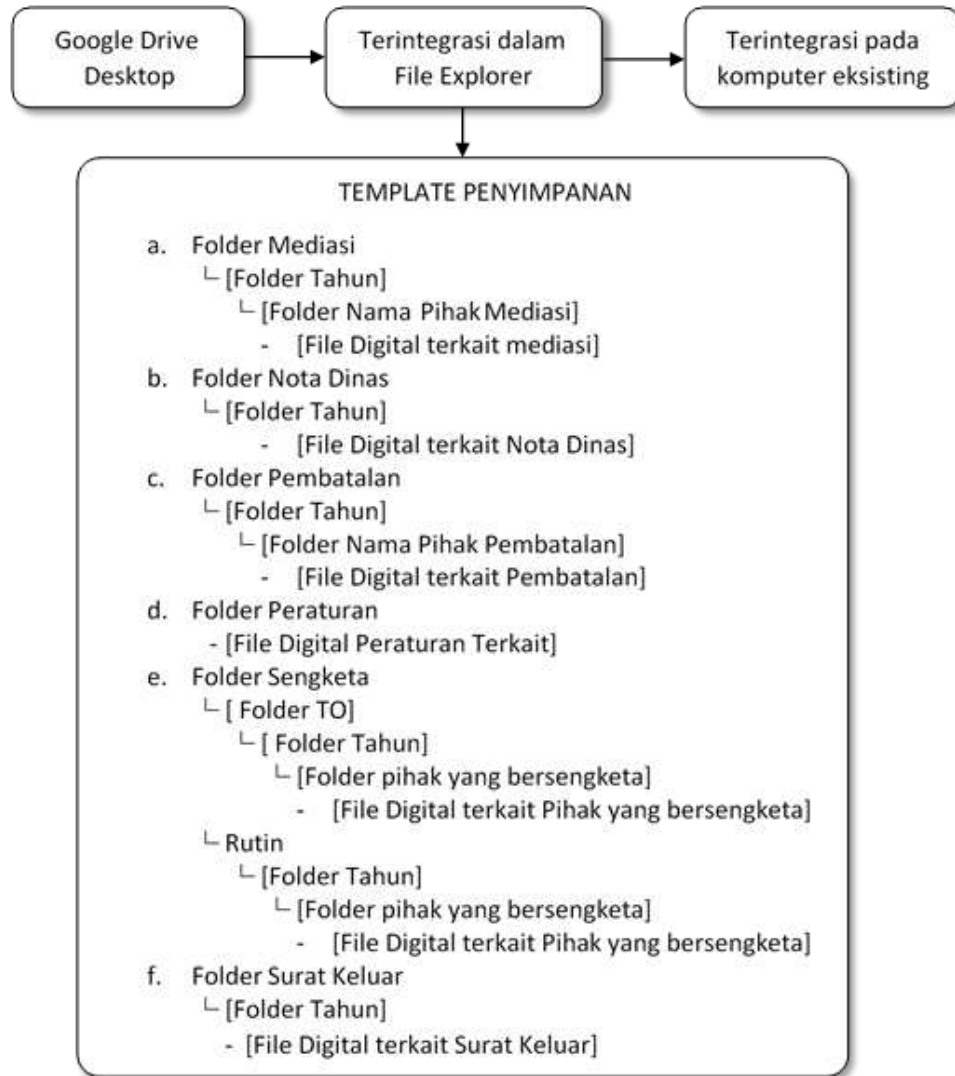 Google Drive
Desktop
Terintegrasi dalam
File Explorer
Terintegrasi pada
komputer eksisting
TEMPLATE PENYIMPANAN
a. Folder Mediasi
└ [Folder Tahun]
└ [Folder Nama Pihak Mediasi]
- [File Digital terkait mediasi]
b. Folder Nota Dinas
└ [Folder Tahun]
- [File Digital terkait Nota Dinas]
c. Folder Pembatalan
└ [Folder Tahun]
└ [Folder Nama Pihak Pembatalan]
- [File Digital terkait Pembatalan]
d. Folder Peraturan
- [File Digital Peraturan Terkait]
e. Folder Sengketa
└ [ Folder TO]
└ [ Folder Tahun]
└ [Folder pihak yang bersengketa]
- [File Digital terkait Pihak yang bersengketa]
└ Rutin
└ [Folder Tahun]
└ [Folder pihak yang bersengketa]
- [File Digital terkait Pihak yang bersengketa]
f. Folder Surat Keluar
└ [Folder Tahun]
- [File Digital terkait Surat Keluar]